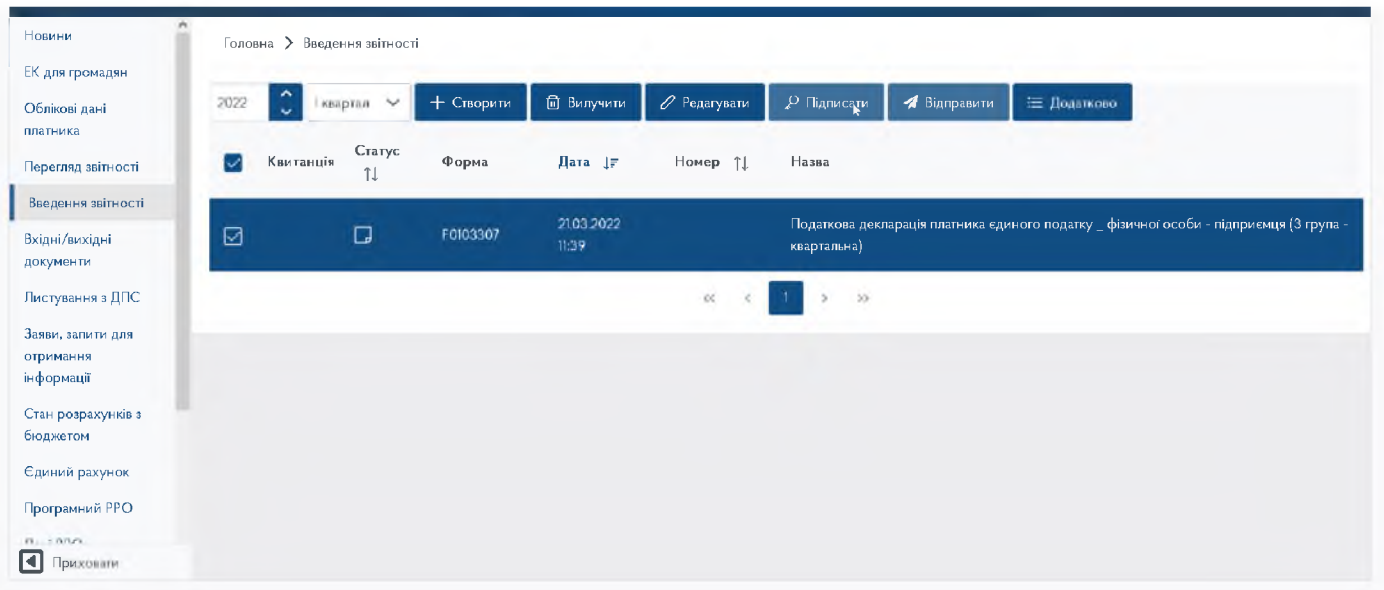 Новини
ЕК для громадян
Облікові дані
платника
Перегляд звітності
Введення звітності
Вхідні/вихідні
документи
Листування з ДПС
Заяви, запити для
отримання
інформації
Стан розрахунків з
бюджетом
Єдиний рахунок
Програмний РРО
Приховати
Головна > Введення звітності
2022 I квартал + Створити Вилучити Редагувати Підписати Відправити Додатково
Квитанція Статус Форма Дата Номер Назва
F0103307 21.03.2022
11:39
Податкова декларація платника єдиного податку _ фізичної особи - підприємця (3 група -
квартальна)
« < 1 > »